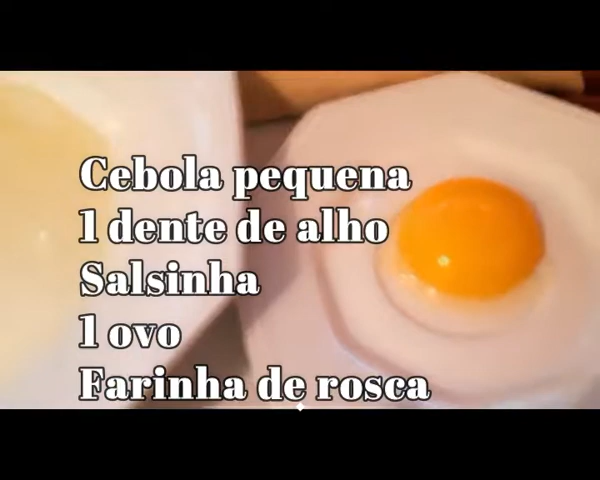 Cebola pequena
1 dente de alho
Salsinha
1 ovo
Farinha de rosca